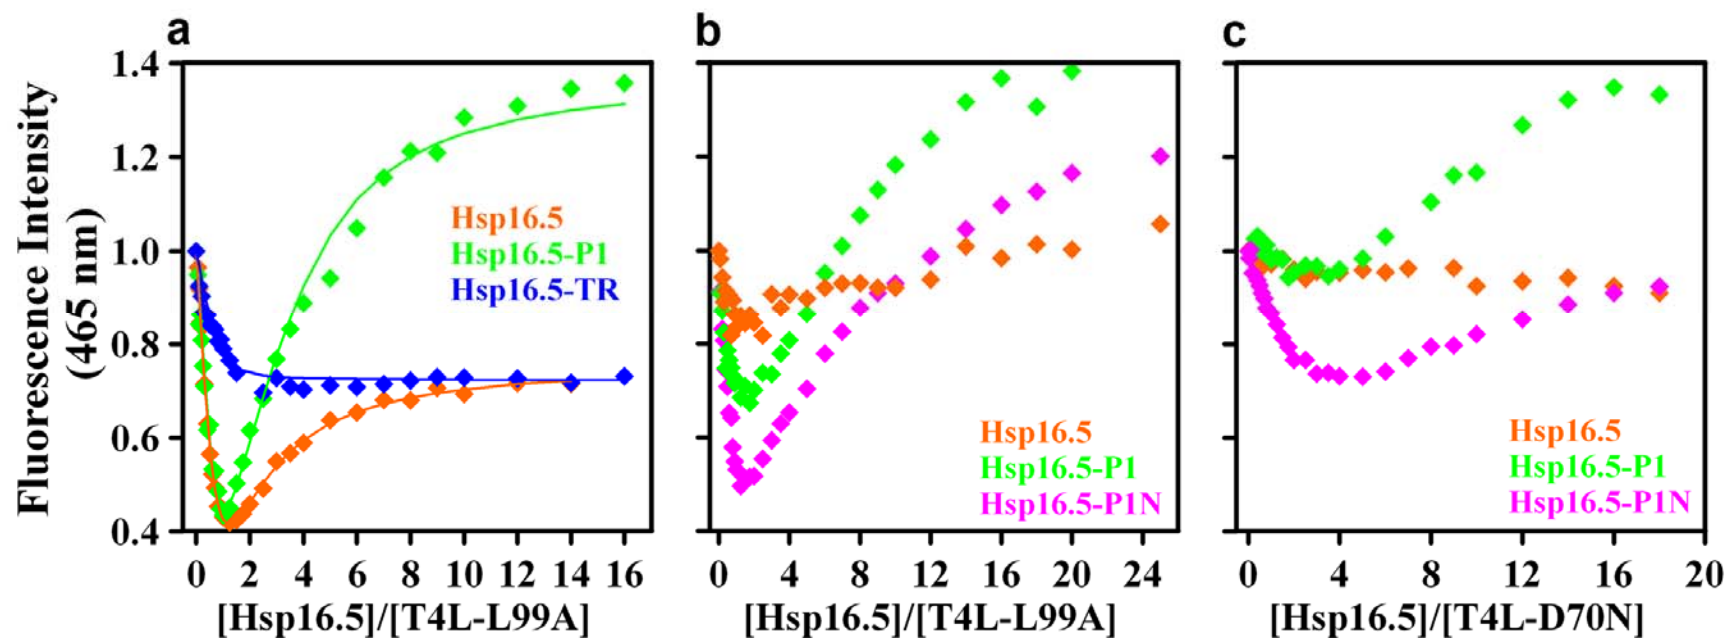 a
b
c
Fluorescence Intensity
(465 nm)
1.4
1.2
1.0
0.8
0.6
0.4
Hsp16.5
Hsp16.5-P1
Hsp16.5-TR
0 2 4 6 8 10 12 14 16
[Hsp16.5]/[T4L-L99A]
Hsp16.5
Hsp16.5-P1
Hsp16.5-P1N
0 4 8 12 16 20 24
[Hsp16.5]/[T4L-L99A]
Hsp16.5
Hsp16.5-P1
Hsp16.5-P1N
0 4 8 12 16 20
[Hsp16.5]/[T4L-D70N]